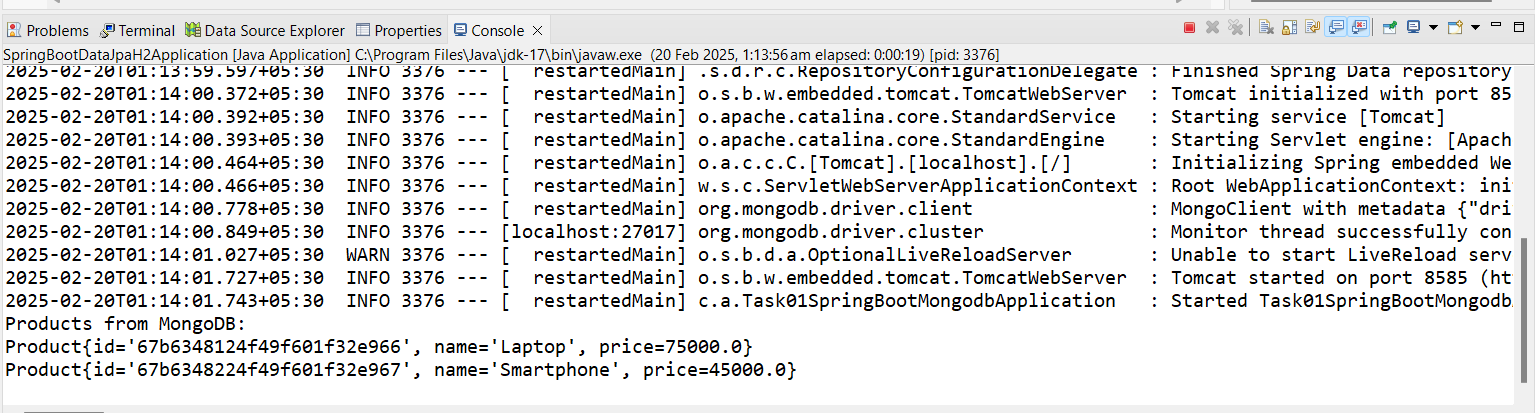 Problems Terminal Data Source Explorer Properties Console
SpringBootDataJpaH2Application [Java Application] C:\Program Files\Java\jdk-17\bin\javaw.exe (20 Feb 2025, 1:13:56 am elapsed: 0:00:19) [pid: 3376]
2025-02-20T01:13:59.597+05:30  INFO 3376 --- [  restartedMain] .s.d.r.c.RepositoryConfigurationDelegate : Finished Spring Data repository
2025-02-20T01:14:00.372+05:30  INFO 3376 --- [  restartedMain] o.s.b.w.embedded.tomcat.TomcatWebServer  : Tomcat initialized with port 85
2025-02-20T01:14:00.392+05:30  INFO 3376 --- [  restartedMain] o.apache.catalina.core.StandardService   : Starting service [Tomcat]
2025-02-20T01:14:00.393+05:30  INFO 3376 --- [  restartedMain] o.apache.catalina.core.StandardEngine    : Starting Servlet engine: [Apach
2025-02-20T01:14:00.464+05:30  INFO 3376 --- [  restartedMain] o.a.c.c.C.[Tomcat].[localhost].[/]       : Initializing Spring embedded We
2025-02-20T01:14:00.466+05:30  INFO 3376 --- [  restartedMain] w.s.c.ServletWebServerApplicationContext : Root WebApplicationContext: ini
2025-02-20T01:14:00.778+05:30  INFO 3376 --- [  restartedMain] org.mongodb.driver.client                : MongoClient with metadata {"dri
2025-02-20T01:14:00.849+05:30  INFO 3376 --- [localhost:27017] org.mongodb.driver.cluster               : Monitor thread successfully con
2025-02-20T01:14:01.027+05:30  WARN 3376 --- [  restartedMain] o.s.b.d.a.OptionalLiveReloadServer       : Unable to start LiveReload serv
2025-02-20T01:14:01.727+05:30  INFO 3376 --- [  restartedMain] o.s.b.w.embedded.tomcat.TomcatWebServer  : Tomcat started on port 8585 (ht
2025-02-20T01:14:01.743+05:30  INFO 3376 --- [  restartedMain] c.a.Task01SpringBootMongodbApplication   : Started Task01SpringBootMongodb
Products from MongoDB:
Product{id='67b6348124f49f601f32e966', name='Laptop', price=75000.0}
Product{id='67b6348224f49f601f32e967', name='Smartphone', price=45000.0}